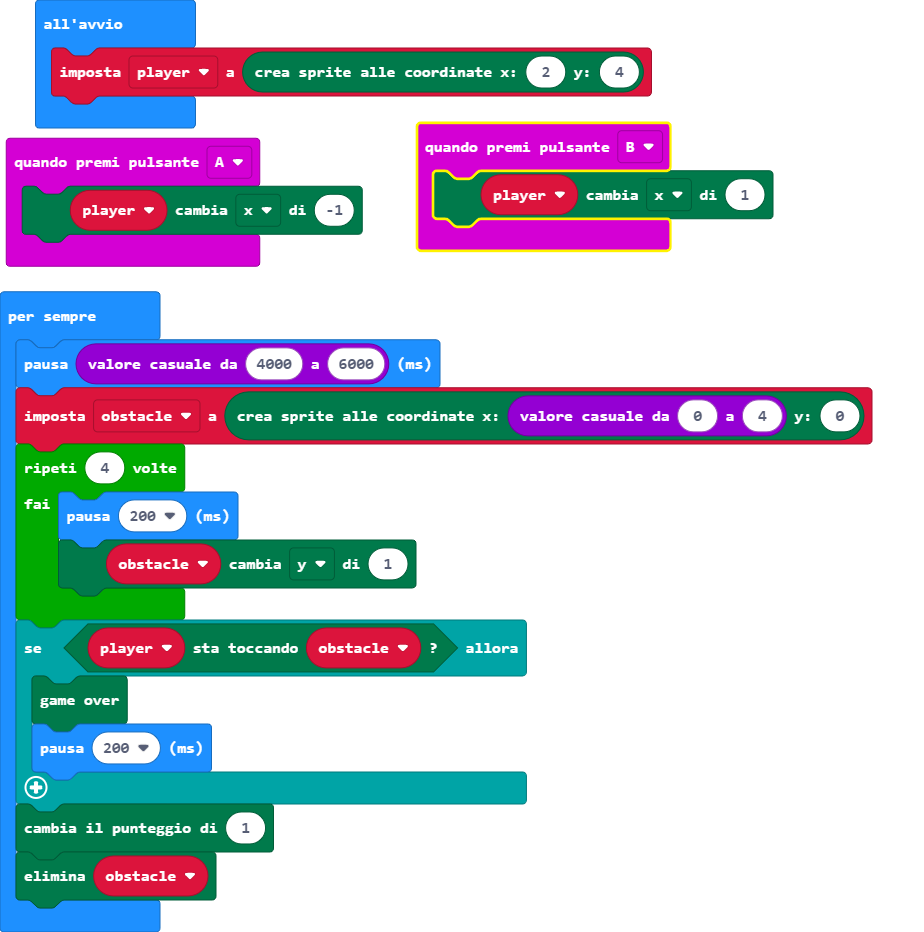 all'avvio
imposta player a crea sprite alle coordinate x: 2 y: 4
quando premi pulsante A
player cambia x di -1
quando premi pulsante B
player cambia x di 1
per sempre
pausa valore casuale da 4000 a 6000 (ms)
imposta obstacle a crea sprite alle coordinate x: valore casuale da 0 a 4 y: 0
ripeti 4 volte
fai
pausa 200 (ms)
obstacle cambia y di 1
se player sta toccando obstacle ? allora
game over
pausa 200 (ms)
cambia il punteggio di 1
elimina obstacle